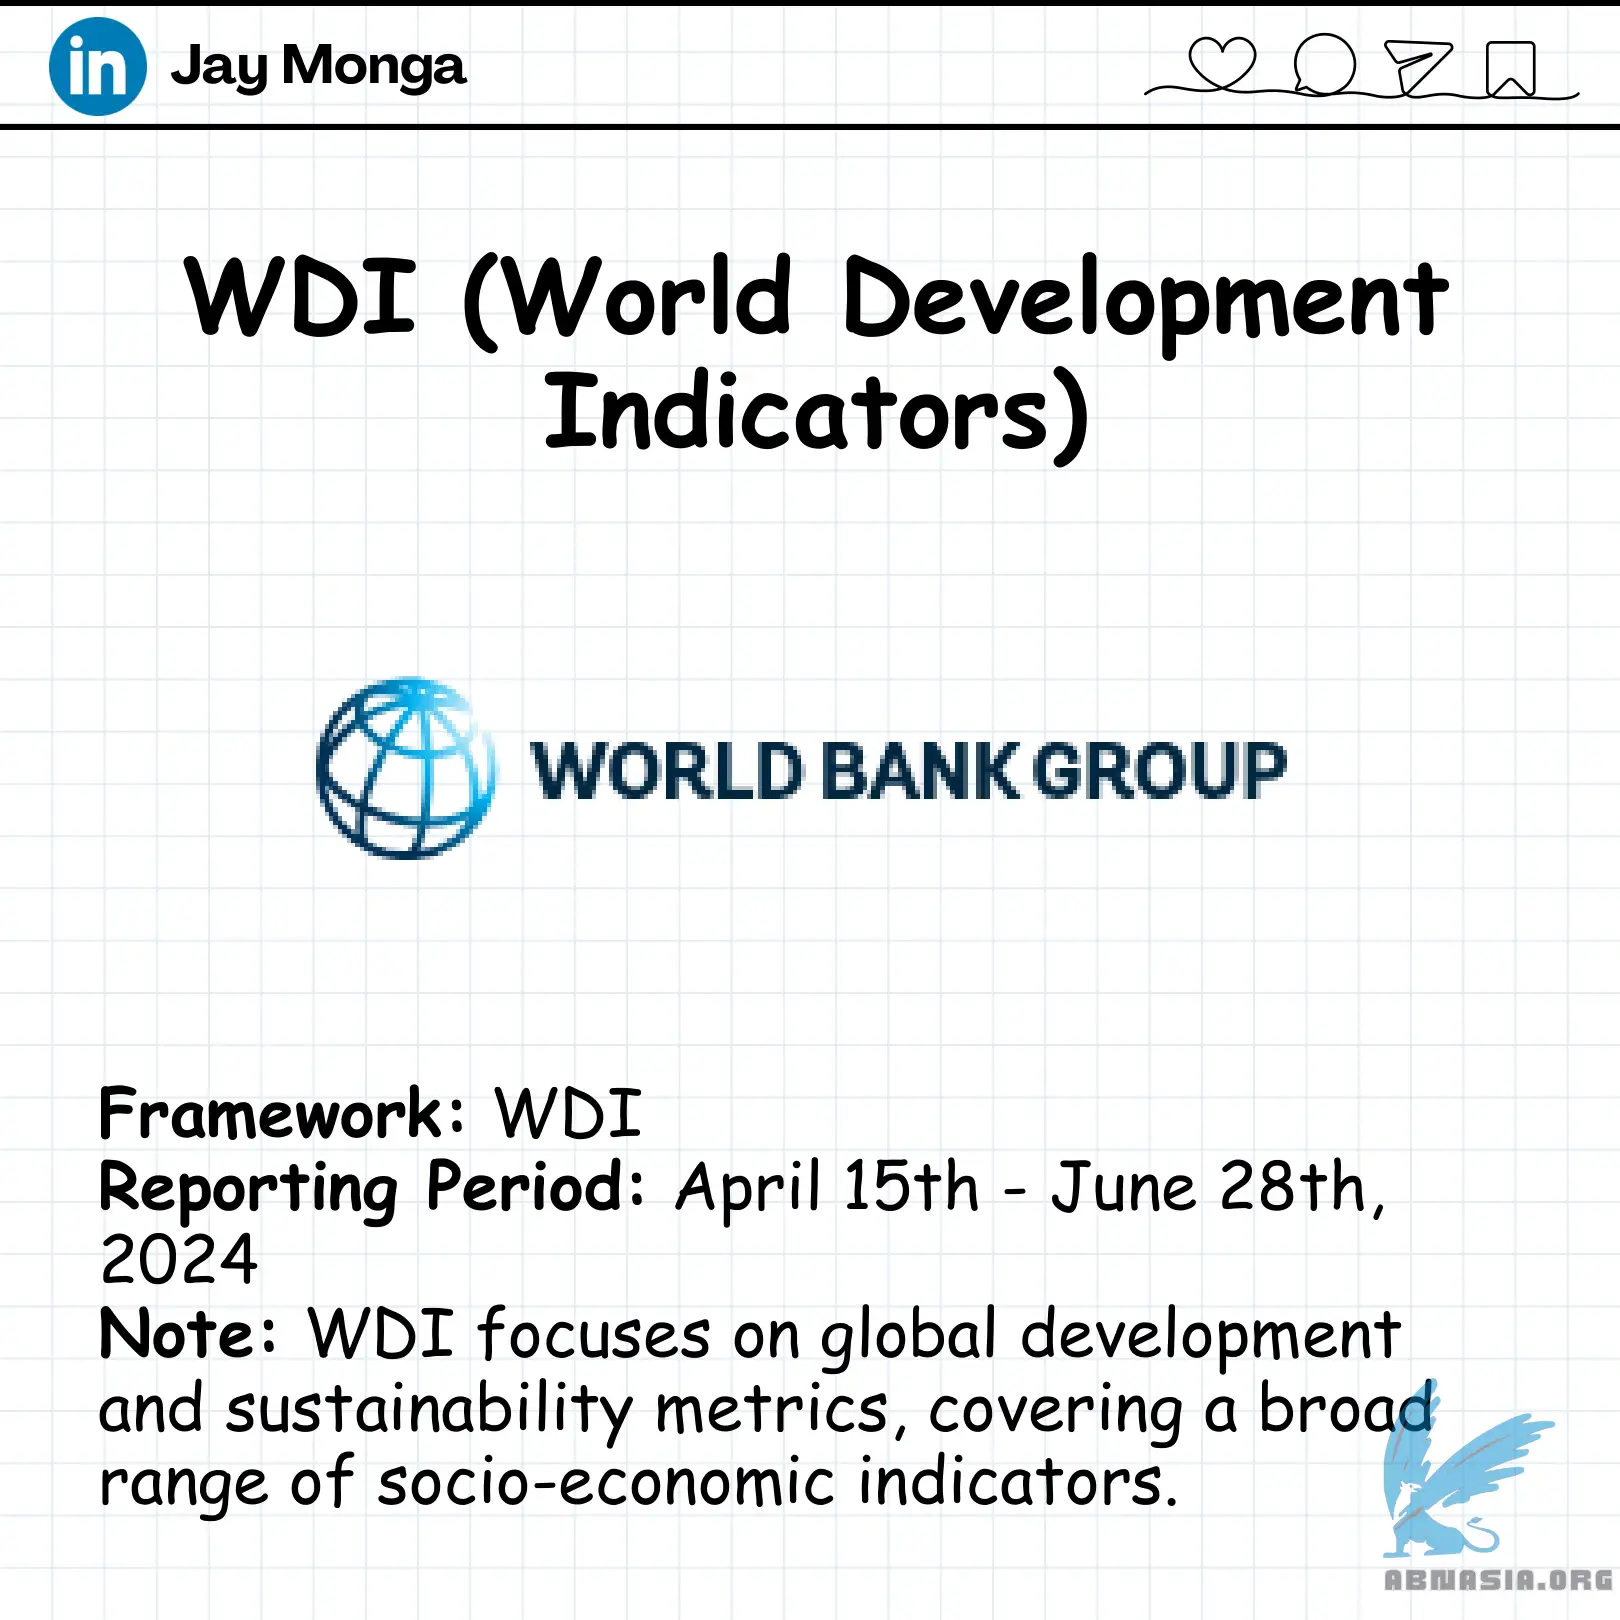 in Jay Monga
WDI (World Development
Indicators)
WORLD BANK GROUP
Framework: WDI
Reporting Period: April 15th - June 28th,
2024
Note: WDI focuses on global development
and sustainability metrics, covering a broad
range of socio-economic indicators.
ABNASIA.ORG